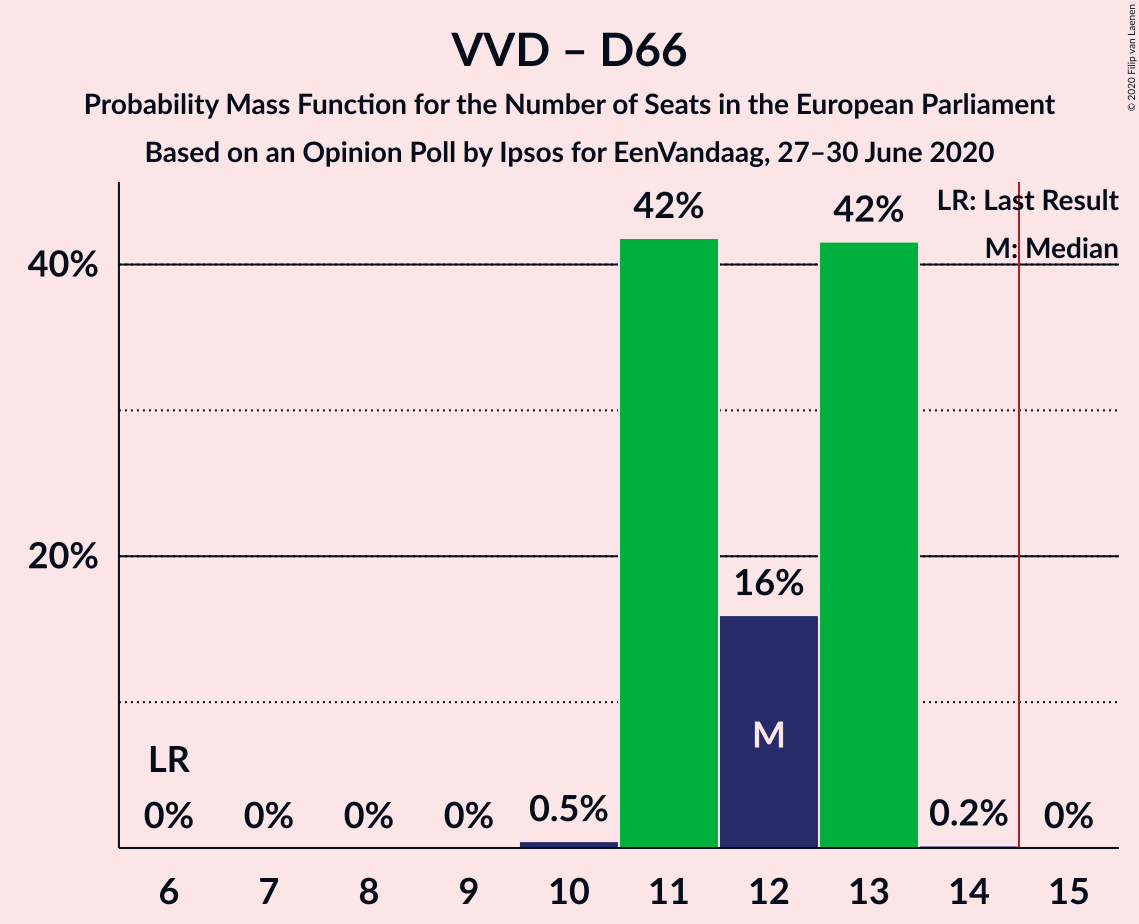 VVD – D66
Probability Mass Function for the Number of Seats in the European Parliament
Based on an Opinion Poll by Ipsos for EenVandaag, 27–30 June 2020
© 2020 Filip van Laenen
LR: Last Result
M: Median
42%
42%
40%
20%
16%
M
LR
0%
0%
0%
0%
0.5%
0.2%
0%
6 7 8 9 10 11 12 13 14 15